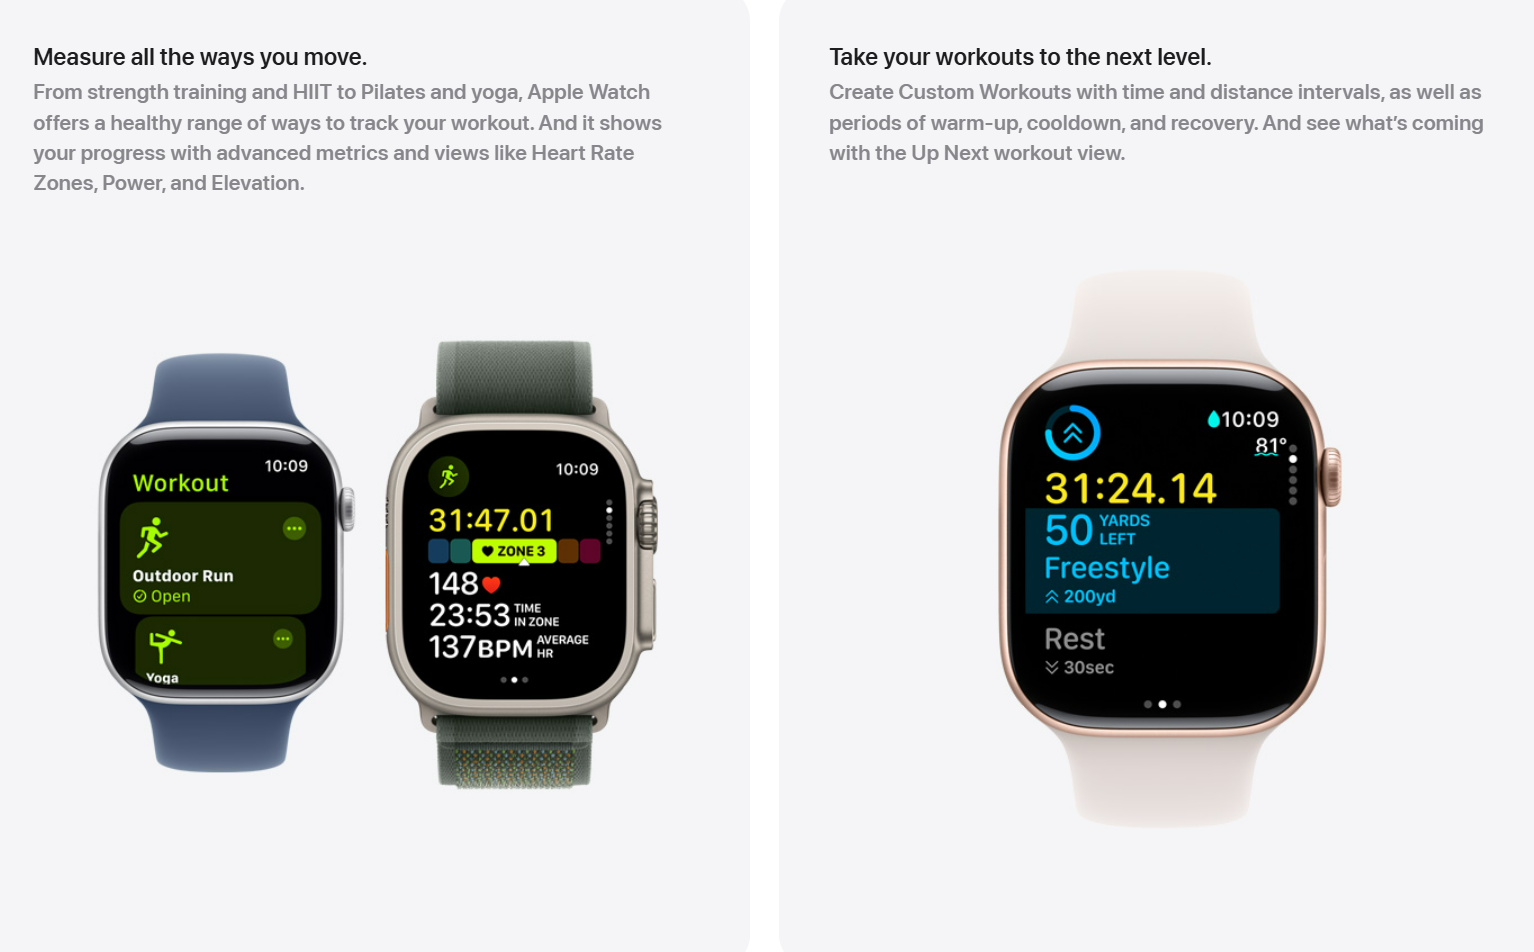 Measure all the ways you move.
From strength training and HIIT to Pilates and yoga, Apple Watch
offers a healthy range of ways to track your workout. And it shows
your progress with advanced metrics and views like Heart Rate
Zones, Power, and Elevation.
10:09
Workout
Outdoor Run
Open
Yoga
10:09
31:47.01
ZONE 3
148
23:53 TIME
IN ZONE
137BPM AVERAGE
HR
Take your workouts to the next level.
Create Custom Workouts with time and distance intervals, as well as
periods of warm-up, cooldown, and recovery. And see what’s coming
with the Up Next workout view.
10:09
81°
31:24.14
50 YARDS
LEFT
Freestyle
200yd
Rest
30sec